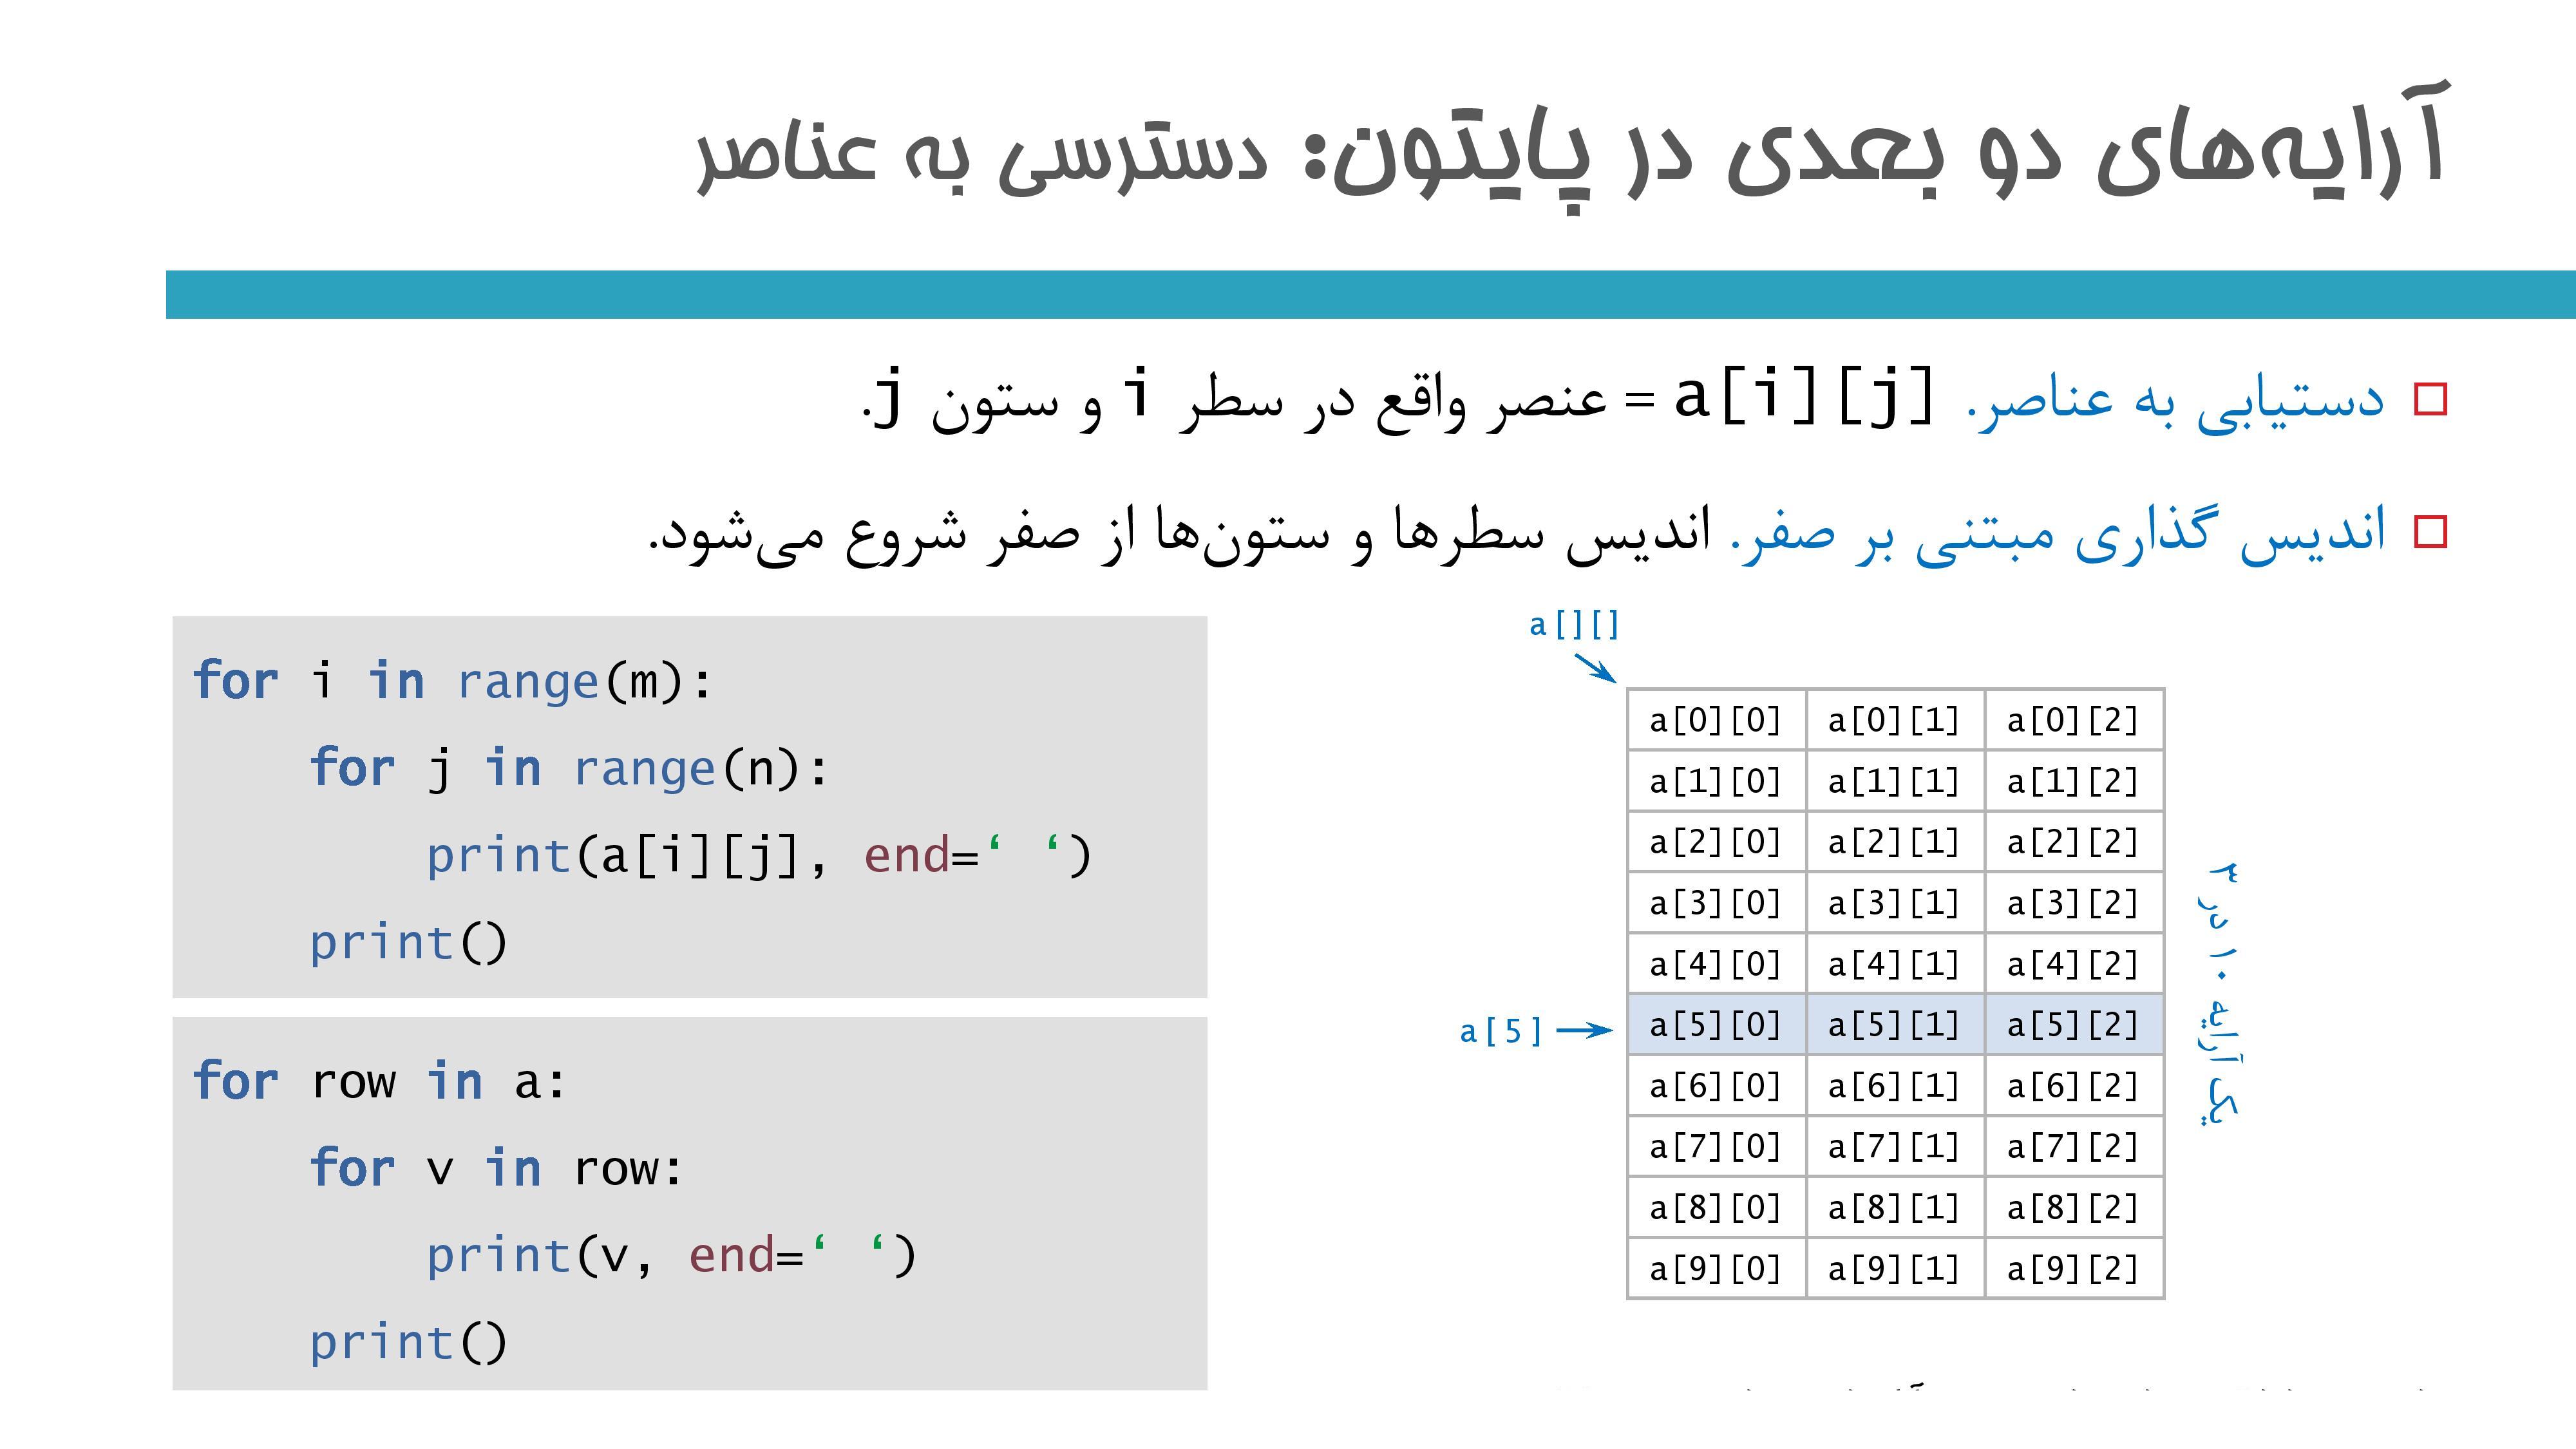 آرایه‌های دو بعدی در پایتون: دسترسی به عناصر
دستیابی به عناصر. a[i][j] = عنصر واقع در سطر i و ستون j.
اندیس گذاری مبتنی بر صفر. اندیس سطرها و ستون‌ها از صفر شروع می‌شود.
for i in range(m):
    for j in range(n):
        print(a[i][j], end=‘ ‘)
    print()
for row in a:
    for v in row:
        print(v, end=‘ ‘)
    print()
a[][]
a[0][0] a[0][1] a[0][2]
a[1][0] a[1][1] a[1][2]
a[2][0] a[2][1] a[2][2]
a[3][0] a[3][1] a[3][2]
a[4][0] a[4][1] a[4][2]
a[5]
a[5][0] a[5][1] a[5][2]
a[6][0] a[6][1] a[6][2]
a[7][0] a[7][1] a[7][2]
a[8][0] a[8][1] a[8][2]
a[9][0] a[9][1] a[9][2]
یک آرایه ۱۰ در ۳